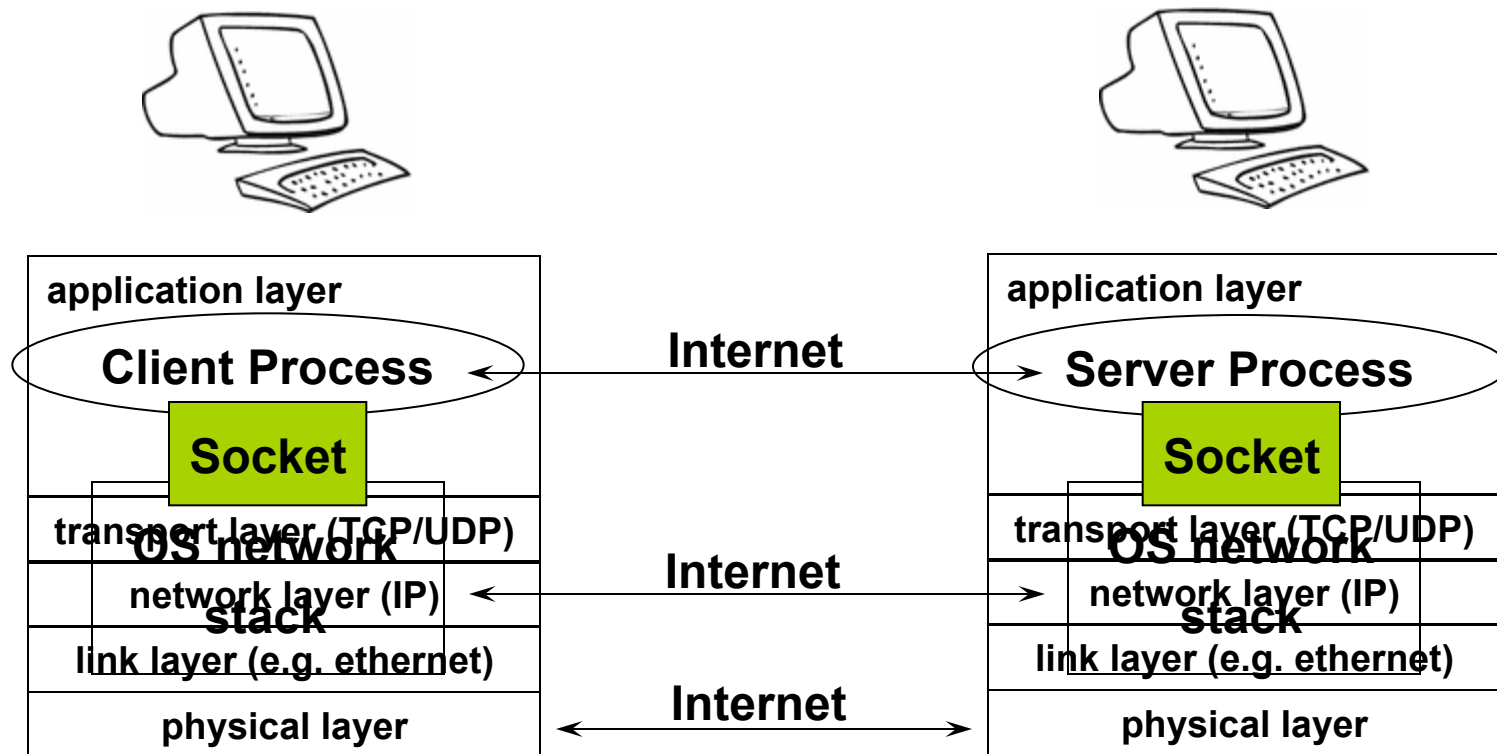 application layer
Client Process
Socket
transport layer (TCP/UDP)
OS network
network layer (IP)
stack
link layer (e.g. ethernet)
physical layer
Internet
Internet
Internet
application layer
Server Process
Socket
transport layer (TCP/UDP)
OS network
network layer (IP)
stack
link layer (e.g. ethernet)
physical layer